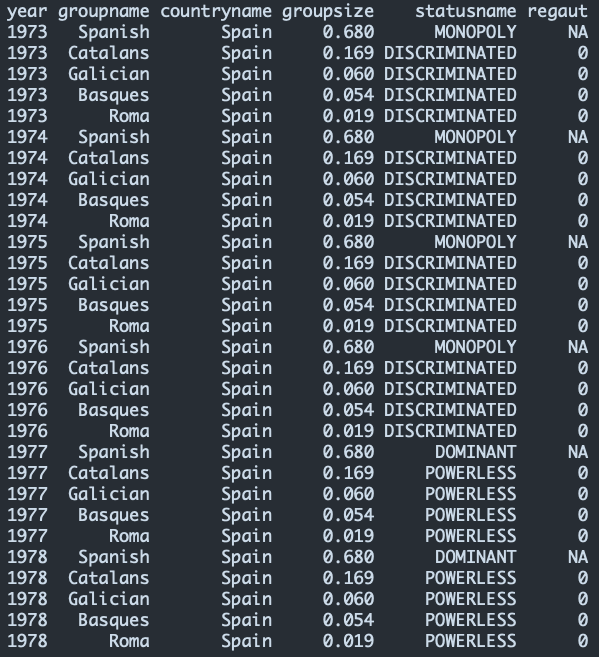 year groupname countryname groupsize statusname regaut
1973 Spanish Spain 0.680 MONOPOLY NA
1973 Catalans Spain 0.169 DISCRIMINATED 0
1973 Galician Spain 0.060 DISCRIMINATED 0
1973 Basques Spain 0.054 DISCRIMINATED 0
1973 Roma Spain 0.019 DISCRIMINATED 0
1974 Spanish Spain 0.680 MONOPOLY NA
1974 Catalans Spain 0.169 DISCRIMINATED 0
1974 Galician Spain 0.060 DISCRIMINATED 0
1974 Basques Spain 0.054 DISCRIMINATED 0
1974 Roma Spain 0.019 DISCRIMINATED 0
1975 Spanish Spain 0.680 MONOPOLY NA
1975 Catalans Spain 0.169 DISCRIMINATED 0
1975 Galician Spain 0.060 DISCRIMINATED 0
1975 Basques Spain 0.054 DISCRIMINATED 0
1975 Roma Spain 0.019 DISCRIMINATED 0
1976 Spanish Spain 0.680 MONOPOLY NA
1976 Catalans Spain 0.169 DISCRIMINATED 0
1976 Galician Spain 0.060 DISCRIMINATED 0
1976 Basques Spain 0.054 DISCRIMINATED 0
1976 Roma Spain 0.019 DISCRIMINATED 0
1977 Spanish Spain 0.680 DOMINANT NA
1977 Catalans Spain 0.169 POWERLESS 0
1977 Galician Spain 0.060 POWERLESS 0
1977 Basques Spain 0.054 POWERLESS 0
1977 Roma Spain 0.019 POWERLESS 0
1978 Spanish Spain 0.680 DOMINANT NA
1978 Catalans Spain 0.169 POWERLESS 0
1978 Galician Spain 0.060 POWERLESS 0
1978 Basques Spain 0.054 POWERLESS 0
1978 Roma Spain 0.019 POWERLESS 0